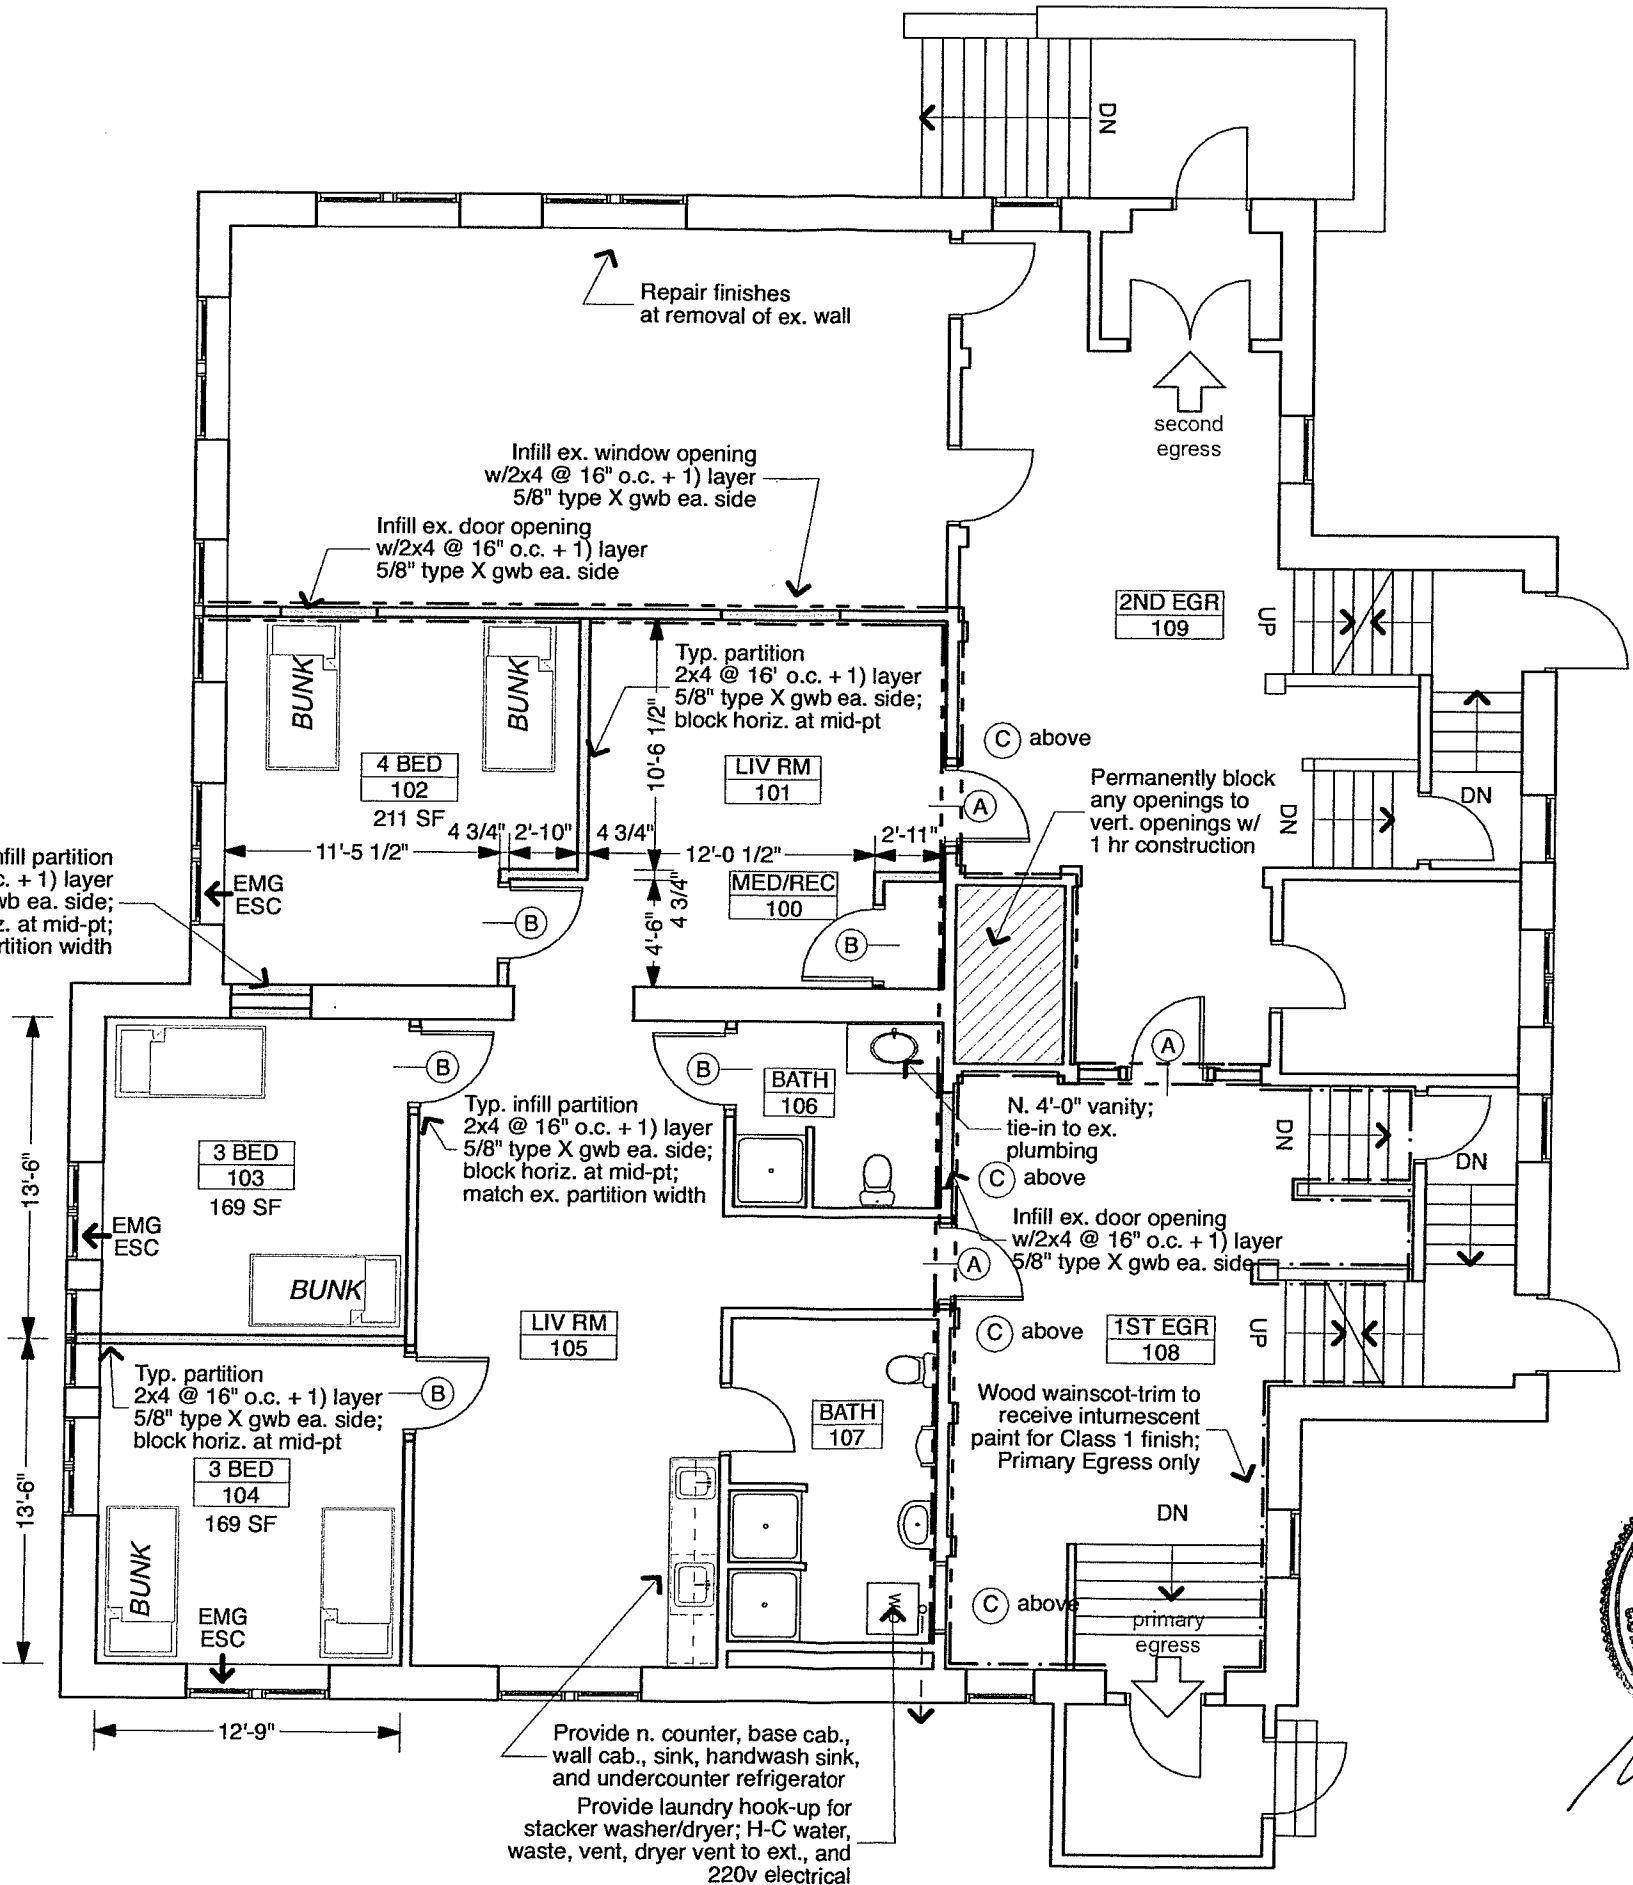 DN
Repair finishes
at removal of ex. wall
second
egress
Infill ex. window opening
w/2x4 @ 16" o.c. + 1) layer
5/8" type X gwb ea. side
Infill ex. door opening
w/2x4 @ 16" o.c. + 1) layer
5/8" type X gwb ea. side
2ND EGR
109
UP
BUNK
BUNK
Typ. partition
2x4 @ 16' o.c. + 1) layer
5/8" type X gwb ea. side;
block horiz. at mid-pt
10'-6 1/2"
C above
4 BED
102
211 SF
LIV RM
101
A
Permanently block
any openings to
vert. openings w/
1 hr construction
DN
DN
4 3/4"
2'-10"
4 3/4"
2'-11"
11'-5 1/2"
12'-0 1/2"
nfill partition
c. + 1) layer
wb ea. side;
z. at mid-pt;
rtition width
EMG
ESC
MED/REC
100
4 3/4"
4'-6"
B
B
B
B
A
BATH
106
Typ. infill partition
2x4 @ 16" o.c. + 1) layer
5/8" type X gwb ea. side;
block horiz. at mid-pt;
match ex. partition width
N. 4'-0" vanity;
tie-in to ex.
plumbing
C above
DN
DN
3 BED
103
169 SF
13'-6"
EMG
ESC
BUNK
Infill ex. door opening
w/2x4 @ 16" o.c. + 1) layer
5/8" type X gwb ea. side
A
LIV RM
105
C above
1ST EGR
108
UP
Typ. partition
2x4 @ 16" o.c. + 1) layer
5/8" type X gwb ea. side;
block horiz. at mid-pt
B
Wood wainscot-trim to
receive intumescent
paint for Class 1 finish;
Primary Egress only
BATH
107
3 BED
104
169 SF
13'-6"
BUNK
DN
EMG
ESC
C above
primary
egress
12'-9"
Provide n. counter, base cab.,
wall cab., sink, handwash sink,
and undercounter refrigerator
Provide laundry hook-up for
stacker washer/dryer; H-C water,
waste, vent, dryer vent to ext., and
220v electrical